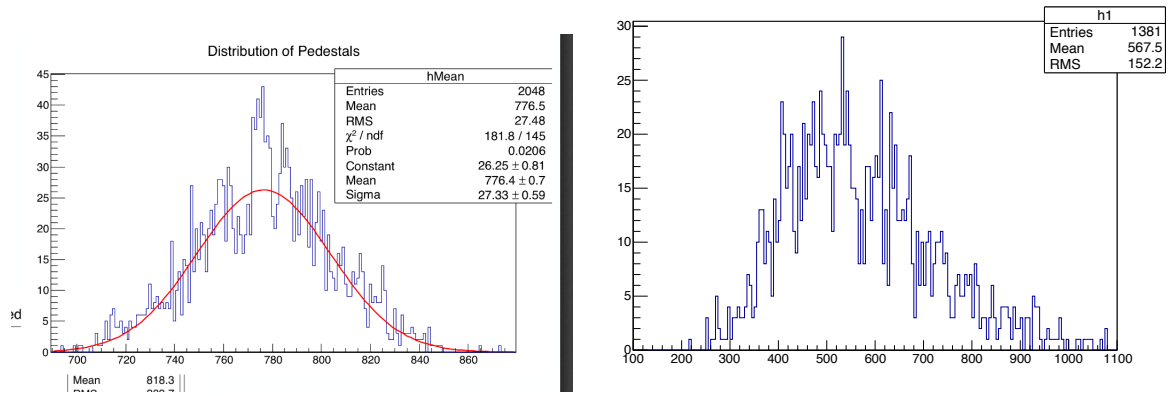 Distribution of Pedestals
hMean
Entries 2048
Mean 776.5
RMS 27.48
χ² / ndf 181.8 / 145
Prob 0.0206
Constant 26.25 ± 0.81
Mean 776.4 ± 0.7
Sigma 27.33 ± 0.59
45
40
35
30
25
20
15
10
5
0
700 720 740 760 780 800 820 840 860
ed
Mean 818.3
h1
Entries 1381
Mean 567.5
RMS 152.2
30
25
20
15
10
5
0
100 200 300 400 500 600 700 800 900 1000 1100